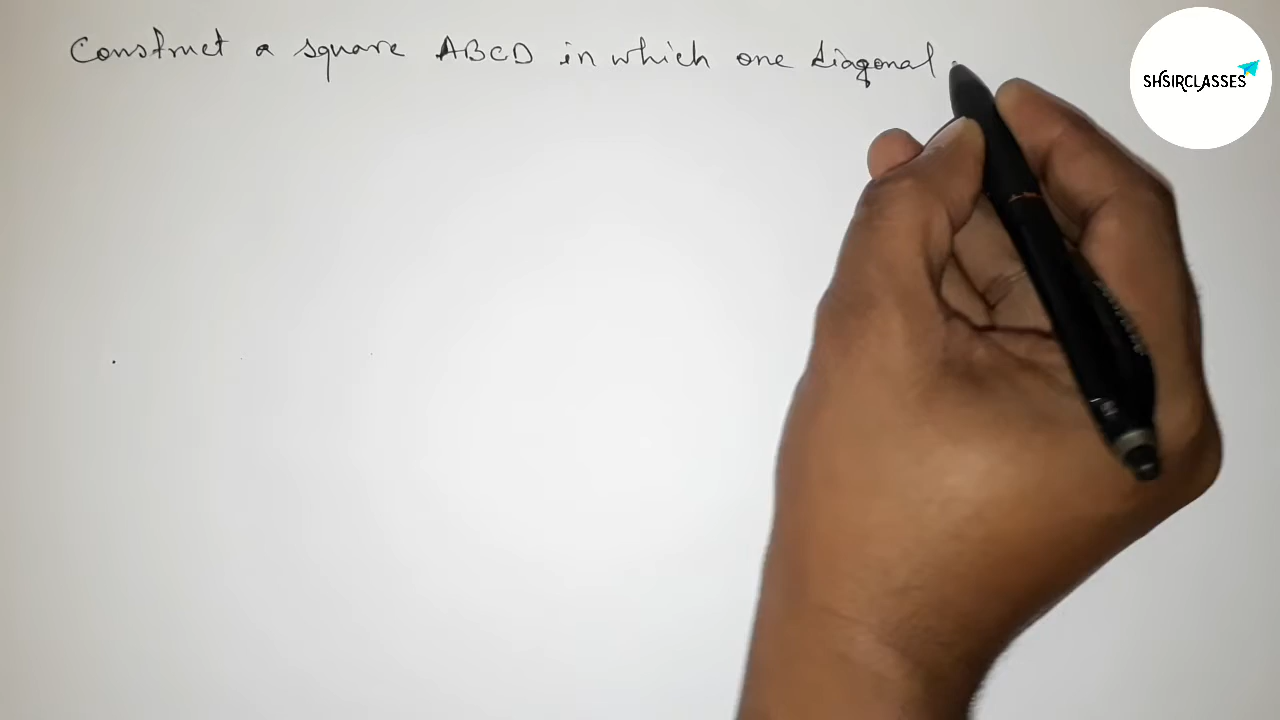 Construct a square ABCD in which one diagonal
SHSIRCLASSES